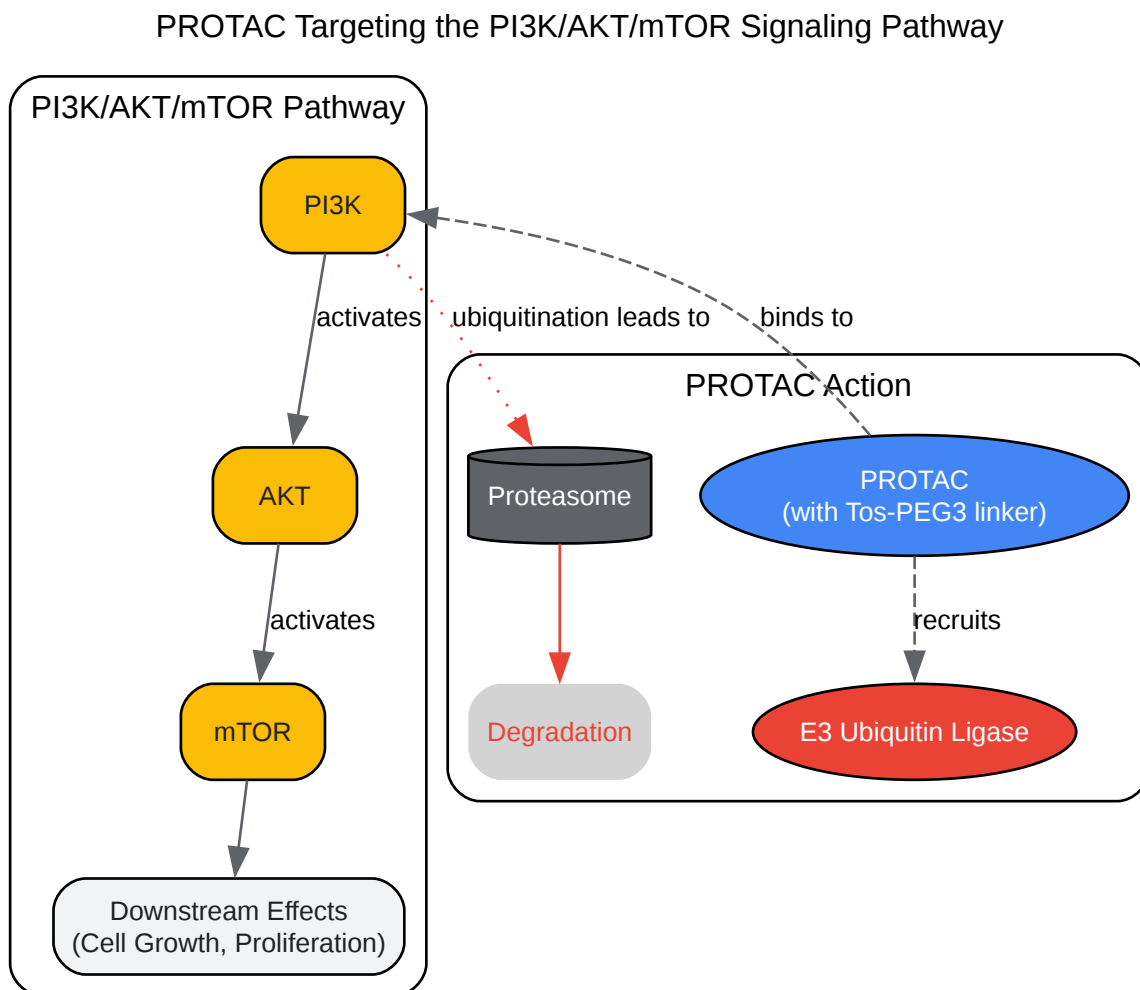 PROTAC Targeting the PI3K/AKT/mTOR Signaling Pathway
PI3K/AKT/mTOR Pathway
PI3K
activates
ubiquitination leads to
binds to
PROTAC Action
AKT
Proteasome
PROTAC
(with Tos-PEG3 linker)
activates
recruits
mTOR
Degradation
E3 Ubiquitin Ligase
Downstream Effects
(Cell Growth, Proliferation)